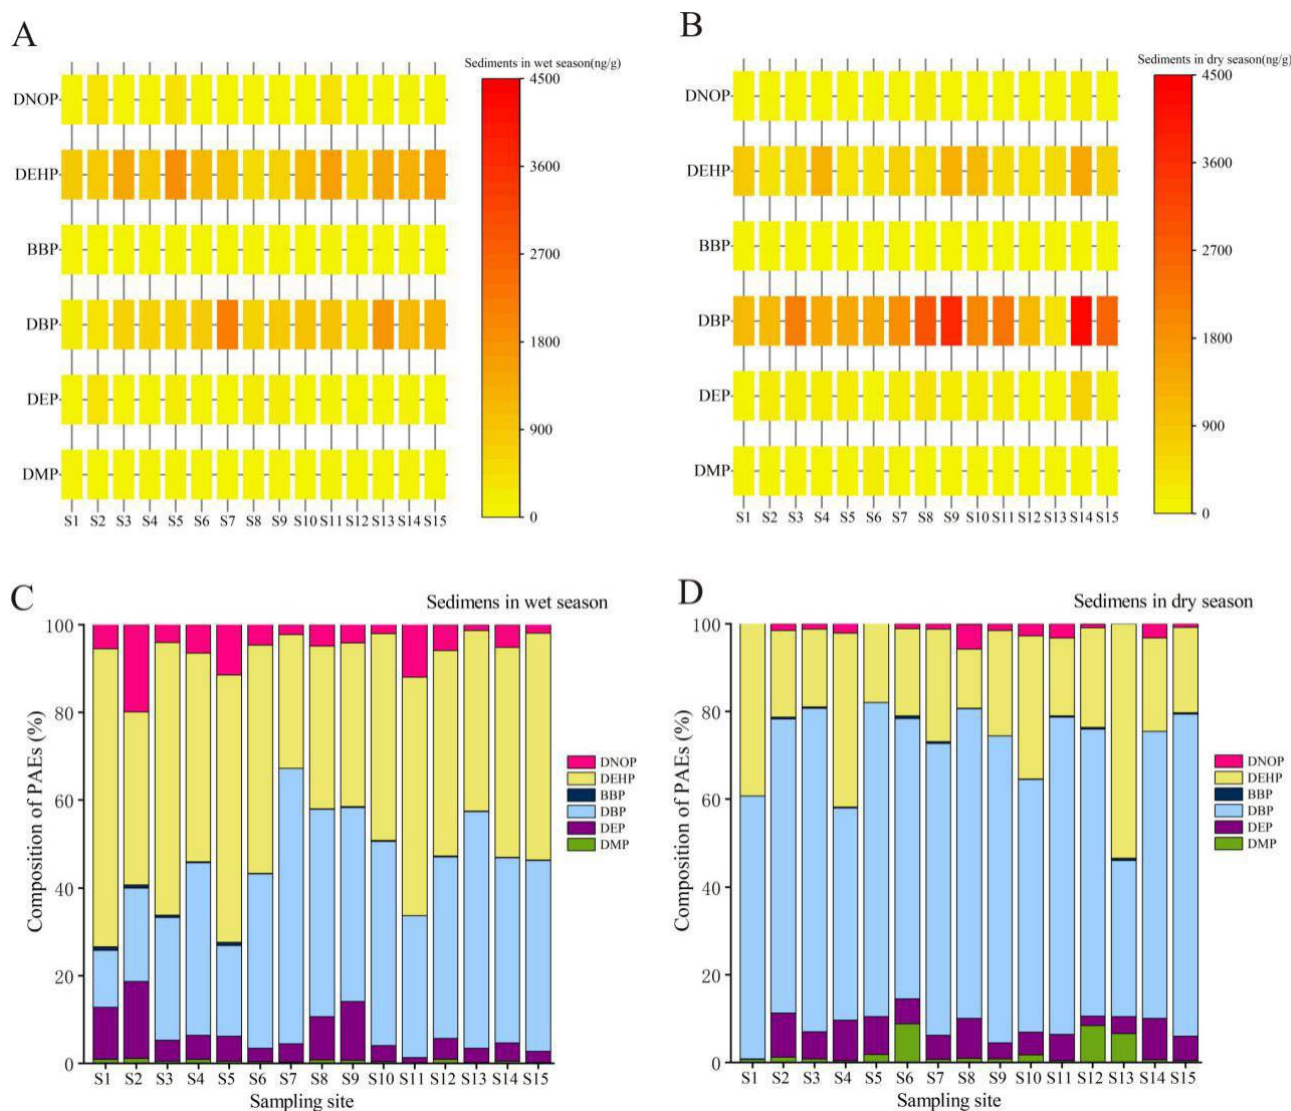 A
Sediments in wet season(ng/g)
4500
3600
2700
1800
900
0
DNOP
DEHP
BBP
DBP
DEP
DMP
S1 S2 S3 S4 S5 S6 S7 S8 S9 S10 S11 S12 S13 S14 S15
B
Sediments in dry season(ng/g)
4500
3600
2700
1800
900
0
DNOP
DEHP
BBP
DBP
DEP
DMP
S1 S2 S3 S4 S5 S6 S7 S8 S9 S10 S11 S12 S13 S14 S15
C
Sedimens in wet season
Composition of PAEs (%)
100
80
60
40
20
0
S1 S2 S3 S4 S5 S6 S7 S8 S9 S10 S11 S12 S13 S14 S15
Sampling site
DNOP
DEHP
BBP
DBP
DEP
DMP
D
Sedimens in dry season
Composition of PAEs (%)
100
80
60
40
20
0
S1 S2 S3 S4 S5 S6 S7 S8 S9 S10 S11 S12 S13 S14 S15
Sampling site
DNOP
DEHP
BBP
DBP
DEP
DMP